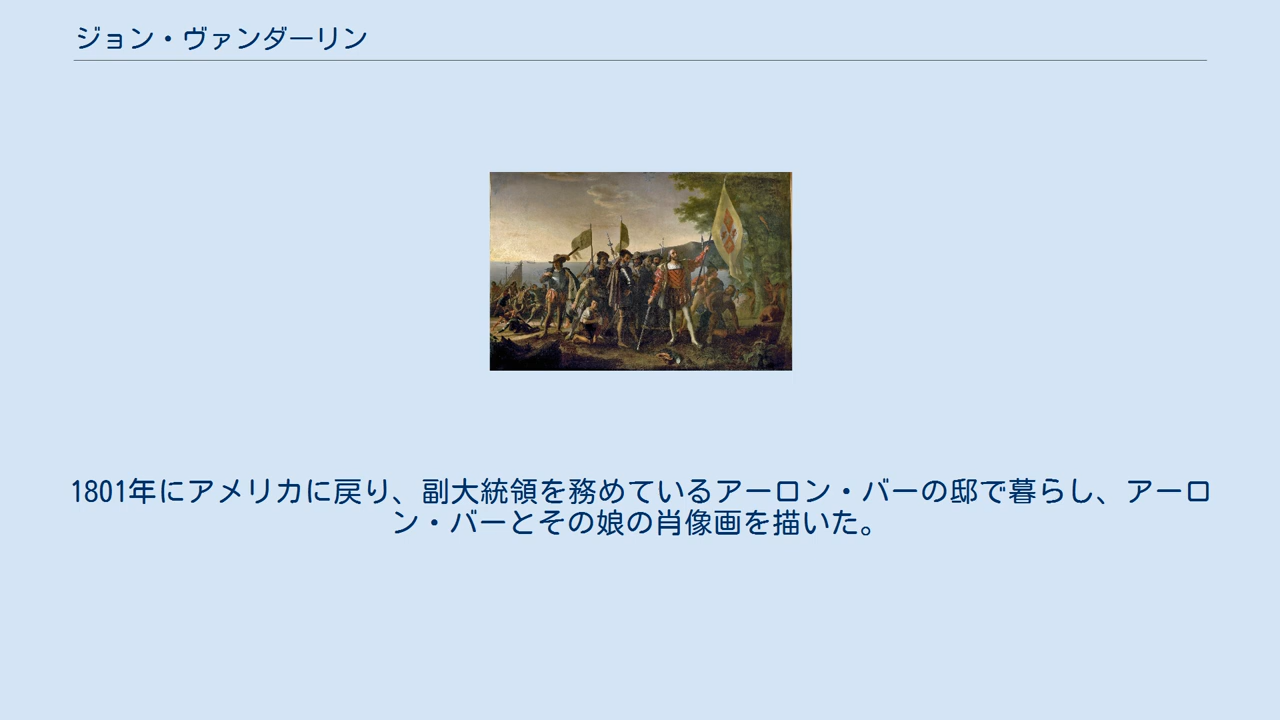 ジョン・ヴァンダーリン
1801年にアメリカに戻り、副大統領を務めているアーロン・バーの邸で暮らし、アーロ
ン・バーとその娘の肖像画を描いた。